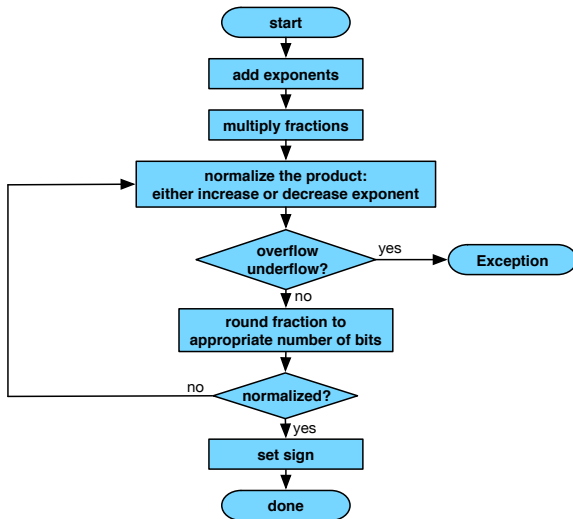 start
add exponents
multiply fractions
normalize the product:
either increase or decrease exponent
overflow
underflow?
yes
Exception
no
round fraction to
appropriate number of bits
no
normalized?
yes
set sign
done